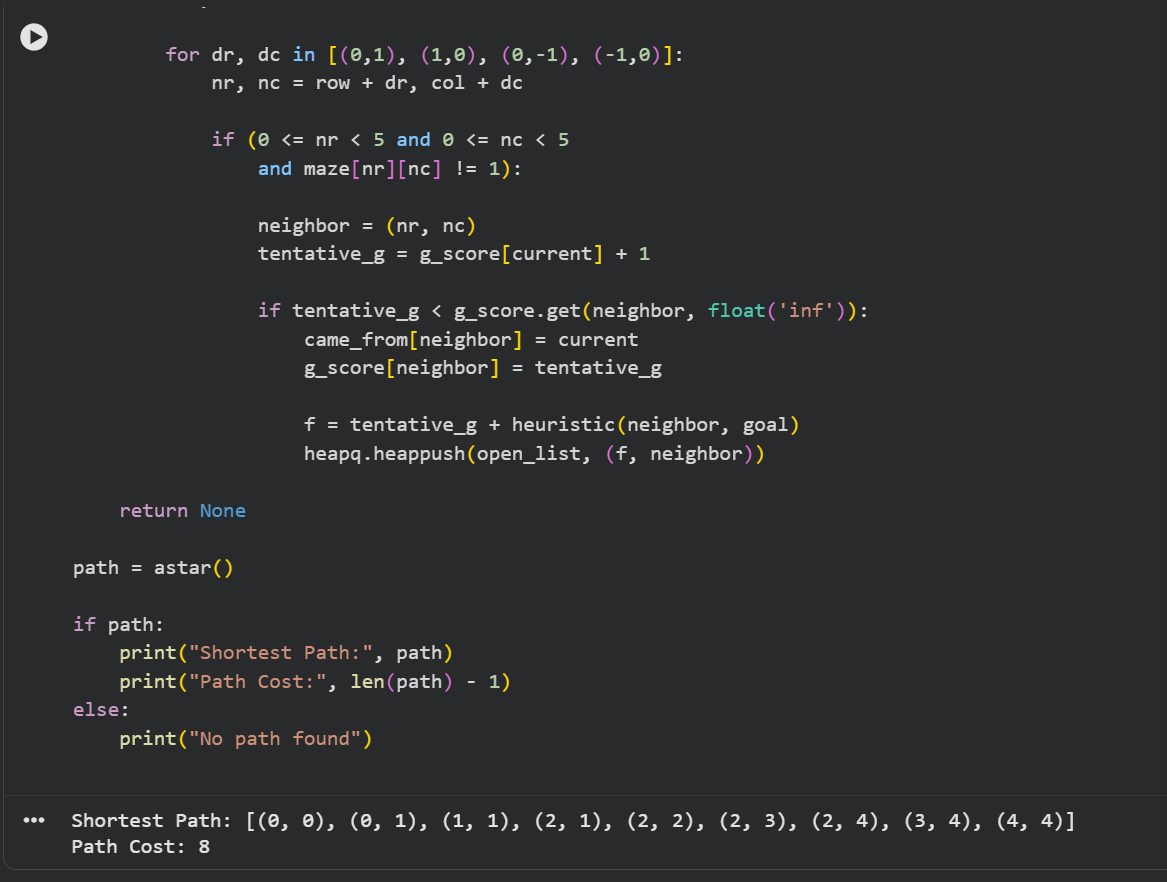 for dr, dc in [(0,1), (1,0), (0,-1), (-1,0)]:
            nr, nc = row + dr, col + dc

            if (0 <= nr < 5 and 0 <= nc < 5
                and maze[nr][nc] != 1):

                neighbor = (nr, nc)
                tentative_g = g_score[current] + 1

                if tentative_g < g_score.get(neighbor, float('inf')):
                    came_from[neighbor] = current
                    g_score[neighbor] = tentative_g

                    f = tentative_g + heuristic(neighbor, goal)
                    heapq.heappush(open_list, (f, neighbor))

    return None

path = astar()

if path:
    print("Shortest Path:", path)
    print("Path Cost:", len(path) - 1)
else:
    print("No path found")

Shortest Path: [(0, 0), (0, 1), (1, 1), (2, 1), (2, 2), (2, 3), (2, 4), (3, 4), (4, 4)]
Path Cost: 8